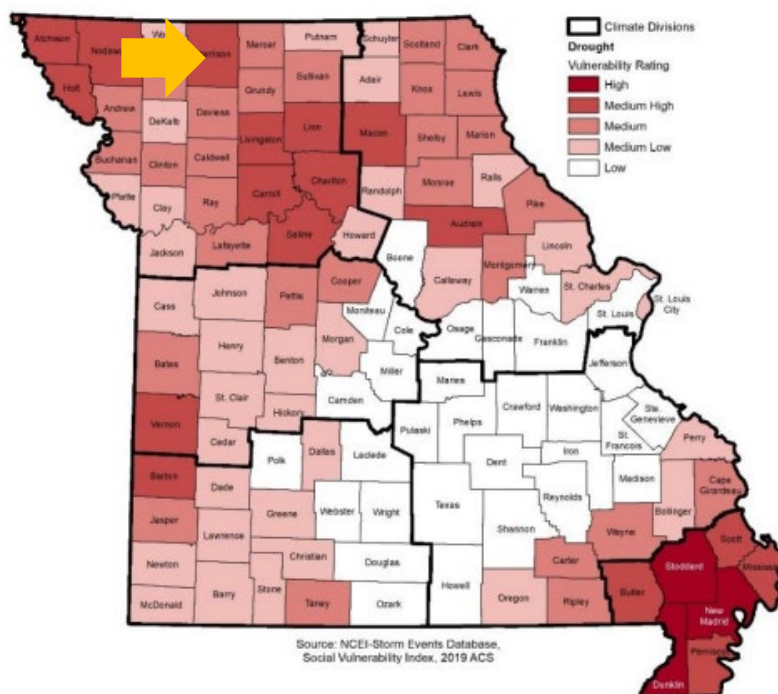 Climate Divisions
Drought
Vulnerability Rating
High
Medium High
Medium
Medium Low
Low
Atchison
Mercer
Putnam
Schuyler
Scotland
Clark
Holt
Sullivan
Adair
Knox
Lewis
Andrew
Grundy
Daviess
DeKalb
Livingston
Linn
Macon
Shelby
Marion
Buchanan
Clinton
Caldwell
Chariton
Carroll
Randolph
Monroe
Ralls
Platte
Clay
Ray
Pike
Saline
Howard
Audrain
Jackson
Lafayette
Boone
Lincoln
Montgomery
Callaway
Cooper
Warren
St. Charles
Cass
Johnson
Pettis
Moniteau
St. Louis
St. Louis
City
Cole
Osage
Gasconade
Franklin
Henry
Morgan
Bates
Benton
Miller
Jefferson
Maries
St. Clair
Camden
Crawford
Washington
Ste.
Genevieve
Hickory
Vernon
Pulaski
Phelps
St.
Francois
Cedar
Perry
Dallas
Laclede
Iron
Polk
Dent
Barton
Madison
Cape
Girardeau
Dade
Reynolds
Texas
Bollinger
Jasper
Greene
Webster
Wright
Shannon
Wayne
Lawrence
Scott
Christian
Douglas
Carter
Stoddard
Mississippi
Newton
Howell
Butler
Stone
McDonald
Barry
Taney
Ozark
Oregon
Ripley
New
Madrid
Dunklin
Source: NCEI-Storm Events Database,
Social Vulnerability Index, 2019 ACS